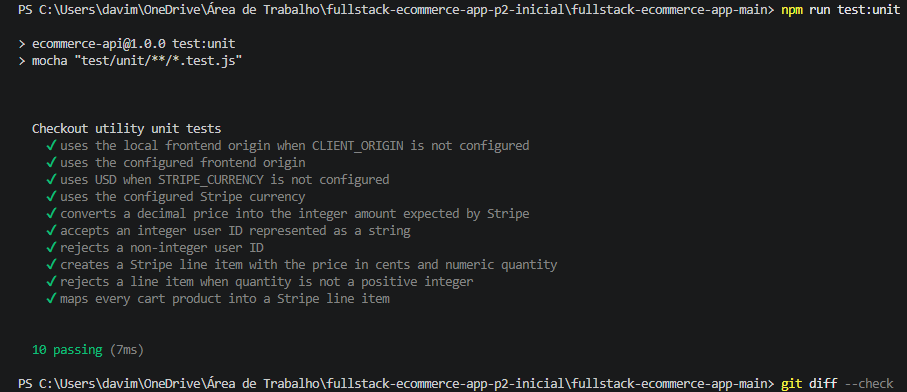 PS C:\Users\davim\OneDrive\Área de Trabalho\fullstack-ecommerce-app-p2-inicial\fullstack-ecommerce-app-main> npm run test:unit
> ecommerce-api@1.0.0 test:unit
> mocha "test/unit/**/*.test.js"
Checkout utility unit tests
✓ uses the local frontend origin when CLIENT_ORIGIN is not configured
✓ uses the configured frontend origin
✓ uses USD when STRIPE_CURRENCY is not configured
✓ uses the configured Stripe currency
✓ converts a decimal price into the integer amount expected by Stripe
✓ accepts an integer user ID represented as a string
✓ rejects a non-integer user ID
✓ creates a Stripe line item with the price in cents and numeric quantity
✓ rejects a line item when quantity is not a positive integer
✓ maps every cart product into a Stripe line item
10 passing (7ms)
PS C:\Users\davim\OneDrive\Área de Trabalho\fullstack-ecommerce-app-p2-inicial\fullstack-ecommerce-app-main> git diff --check